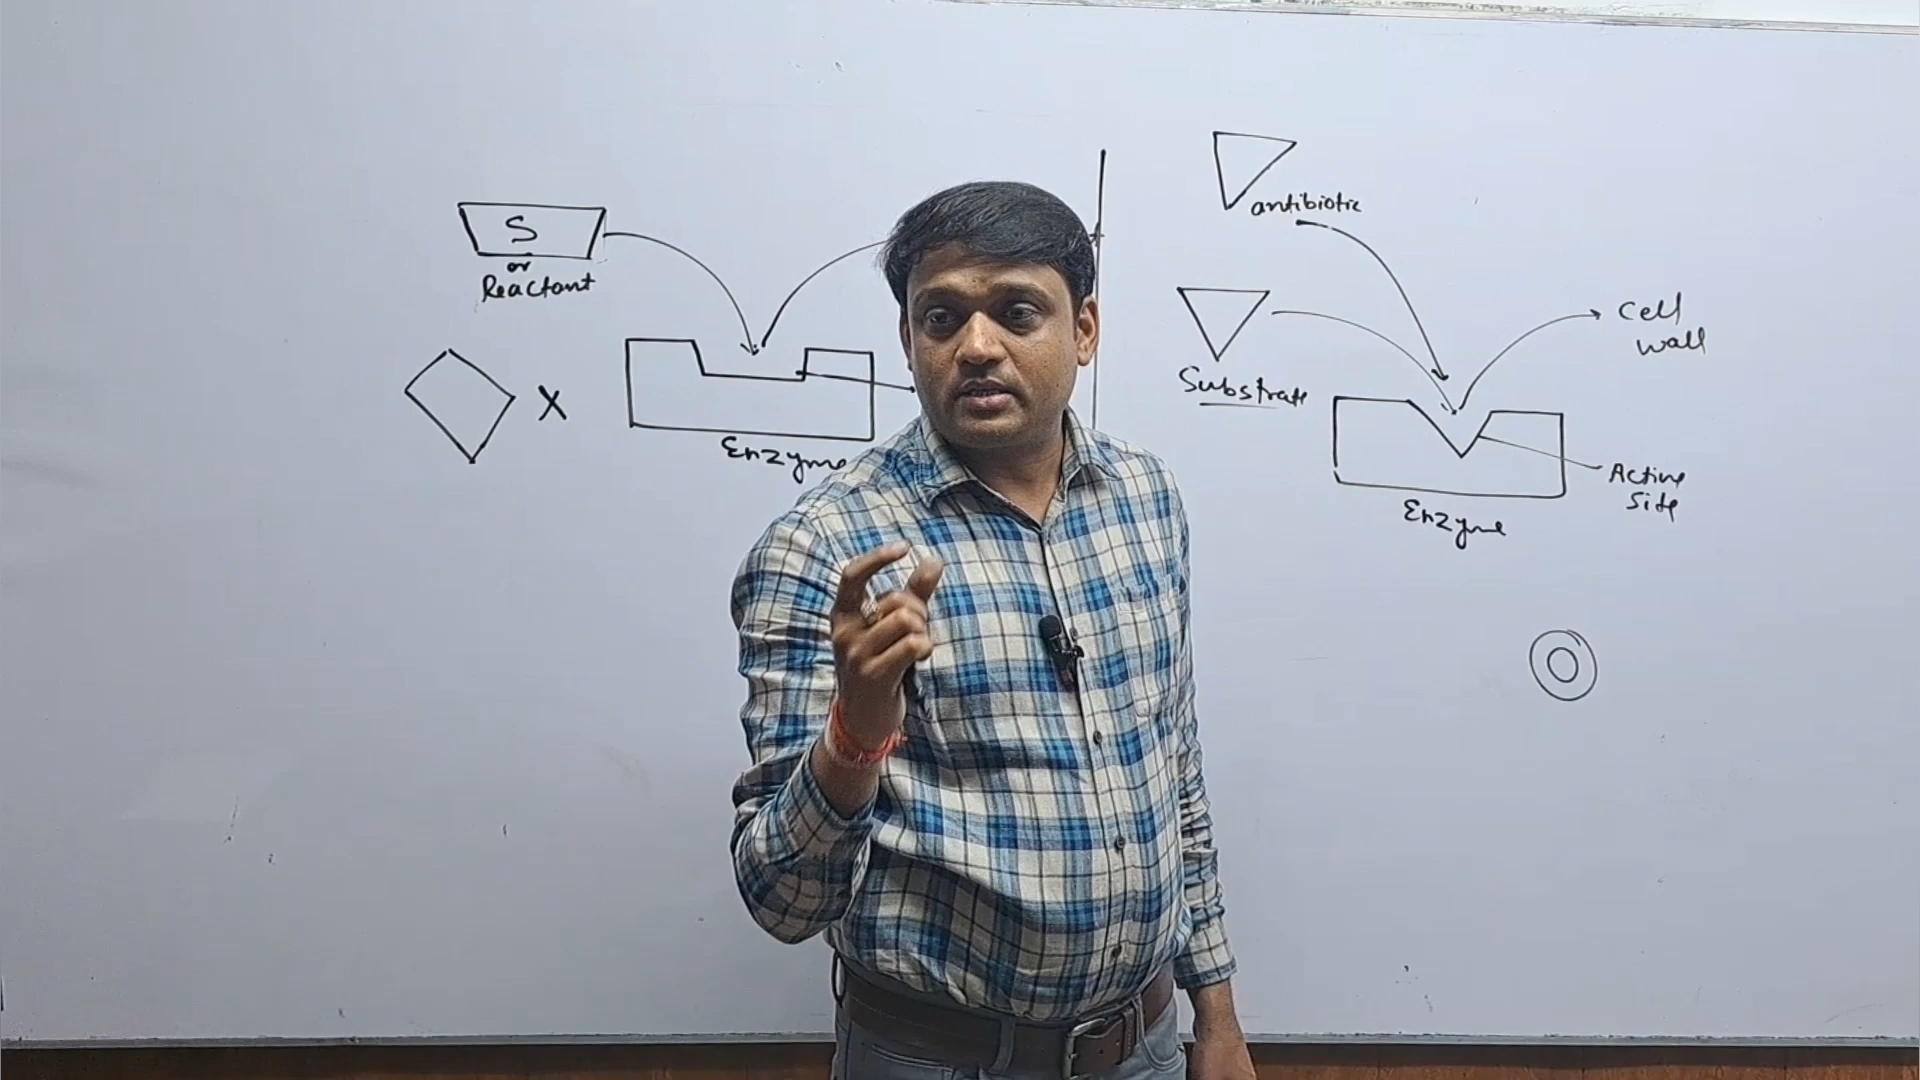 S
or
Reactant
X
Enzyme
antibiotic
Substrate
Cell
wall
Active
Site
Enzyme